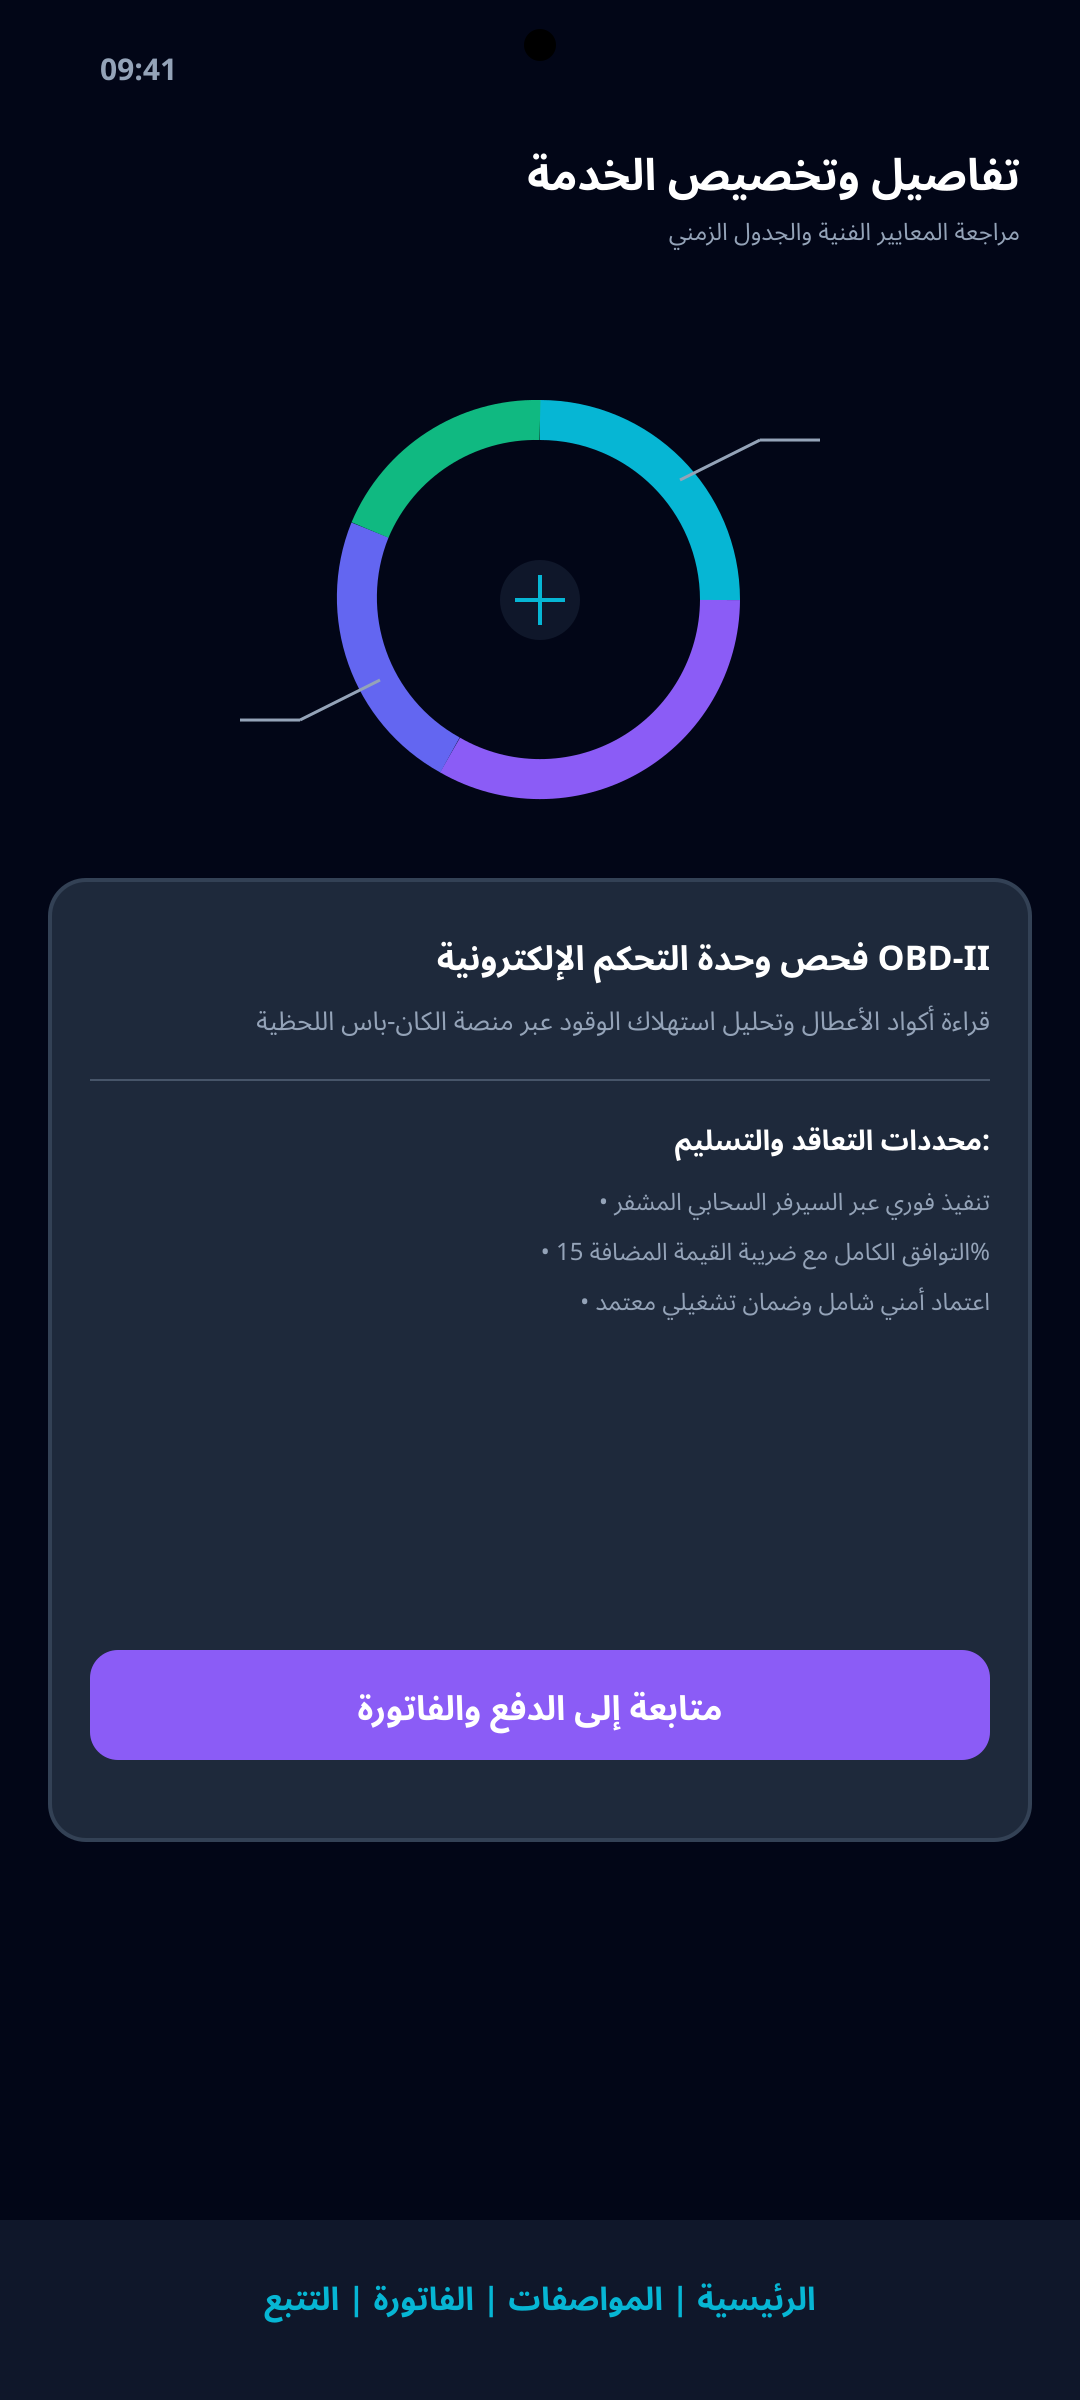 09:41
تفاصيل وتخصيص الخدمة
مراجعة المعايير الفنية والجدول الزمني
فحص وحدة التحكم الإلكترونية OBD-II
قراءة أكواد الأعطال وتحليل استهلاك الوقود عبر منصة الكان-باس اللحظية
محددات التعاقد والتسليم:
• تنفيذ فوري عبر السيرفر السحابي المشفر
• التوافق الكامل مع ضريبة القيمة المضافة 15%
• اعتماد أمني شامل وضمان تشغيلي معتمد
متابعة إلى الدفع والفاتورة
الرئيسية | المواصفات | الفاتورة | التتبع